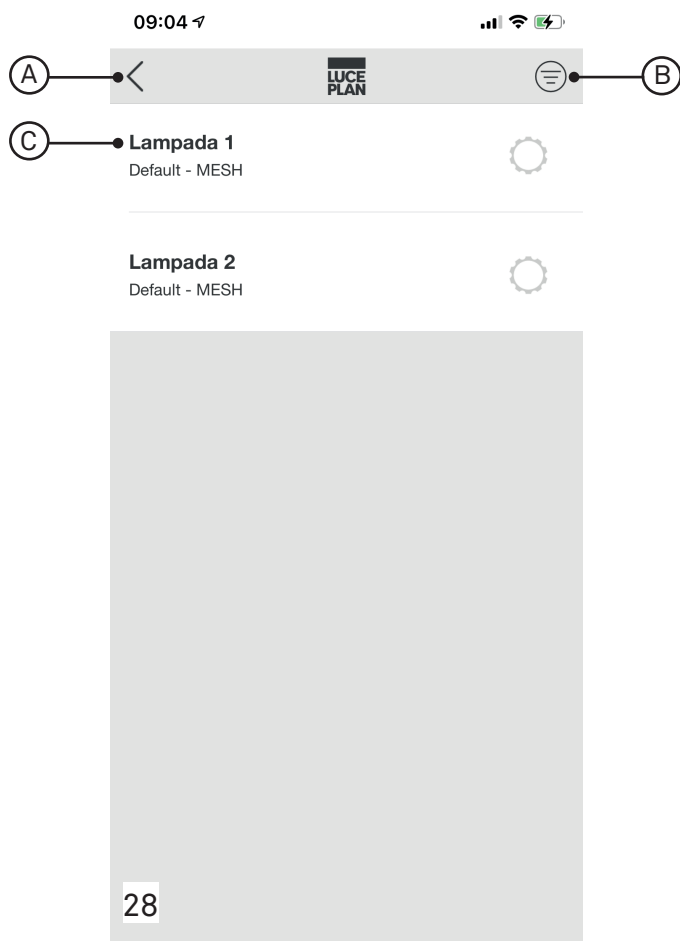 09:04
A
LUCE
PLAN
B
C
Lampada 1
Default - MESH
Lampada 2
Default - MESH
28